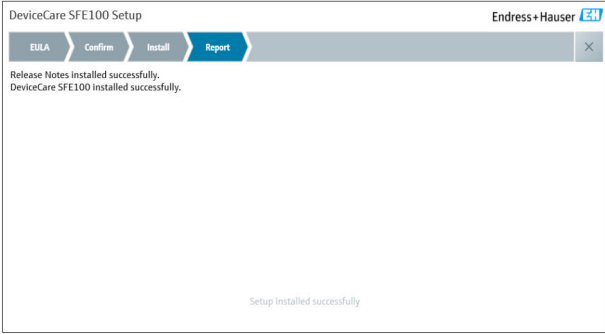 DeviceCare SFE100 Setup
Endress+Hauser EH
EULA
Confirm
Install
Report
Release Notes installed successfully.
DeviceCare SFE100 installed successfully.
Setup installed successfully